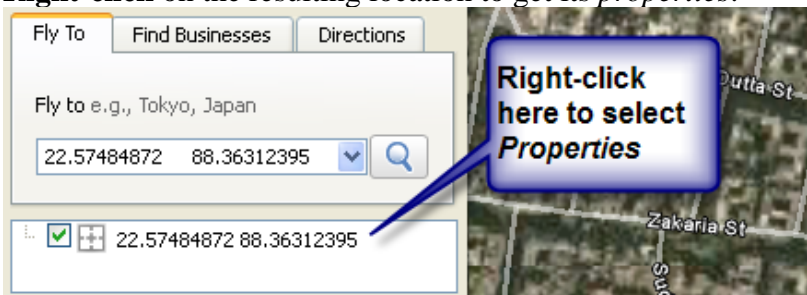 Right-click on the resulting location to get its properties.
Fly To
Find Businesses
Directions
Fly to e.g., Tokyo, Japan
22.57484872 88.36312395
22.57484872 88.36312395
Right-click
here to select
Properties
Dutta St
Zakaria St